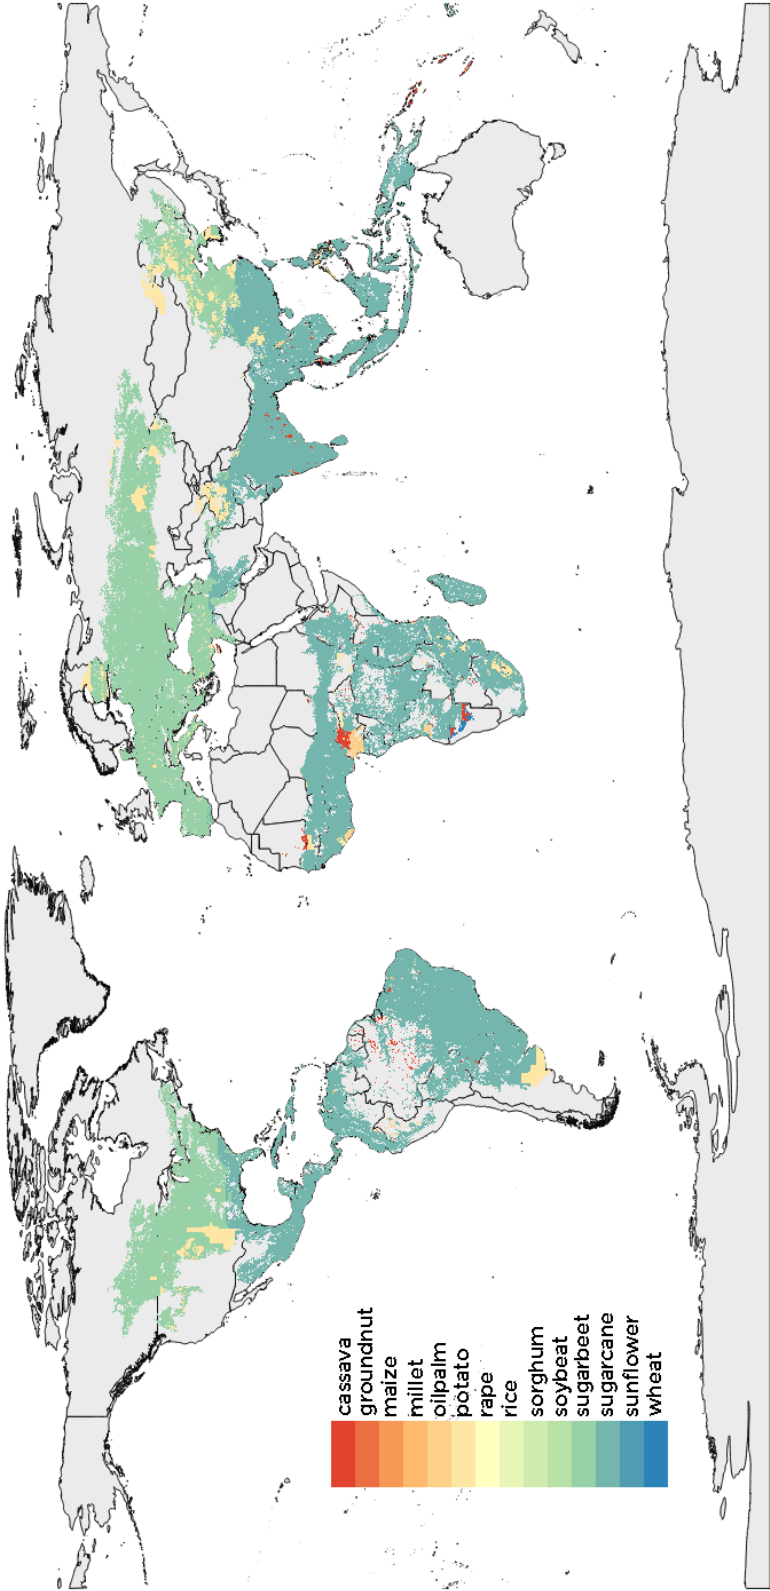 cassava
groundnut
maize
millet
oilpalm
potato
rape
rice
sorghum
soybeat
sugarbeet
sugarcane
sunflower
wheat